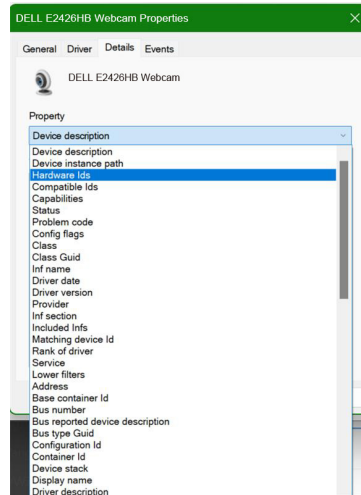 DELL E2426HB Webcam Properties
General Driver Details Events
DELL E2426HB Webcam
Property
Device description
Device description
Device instance path
Hardware Ids
Compatible Ids
Capabilities
Status
Problem code
Config flags
Class
Class Guid
Inf name
Driver date
Driver version
Provider
Inf section
Included Infs
Matching device Id
Rank of driver
Service
Lower filters
Address
Base container Id
Bus number
Bus reported device description
Bus type Guid
Configuration Id
Container Id
Device stack
Display name
Driver description